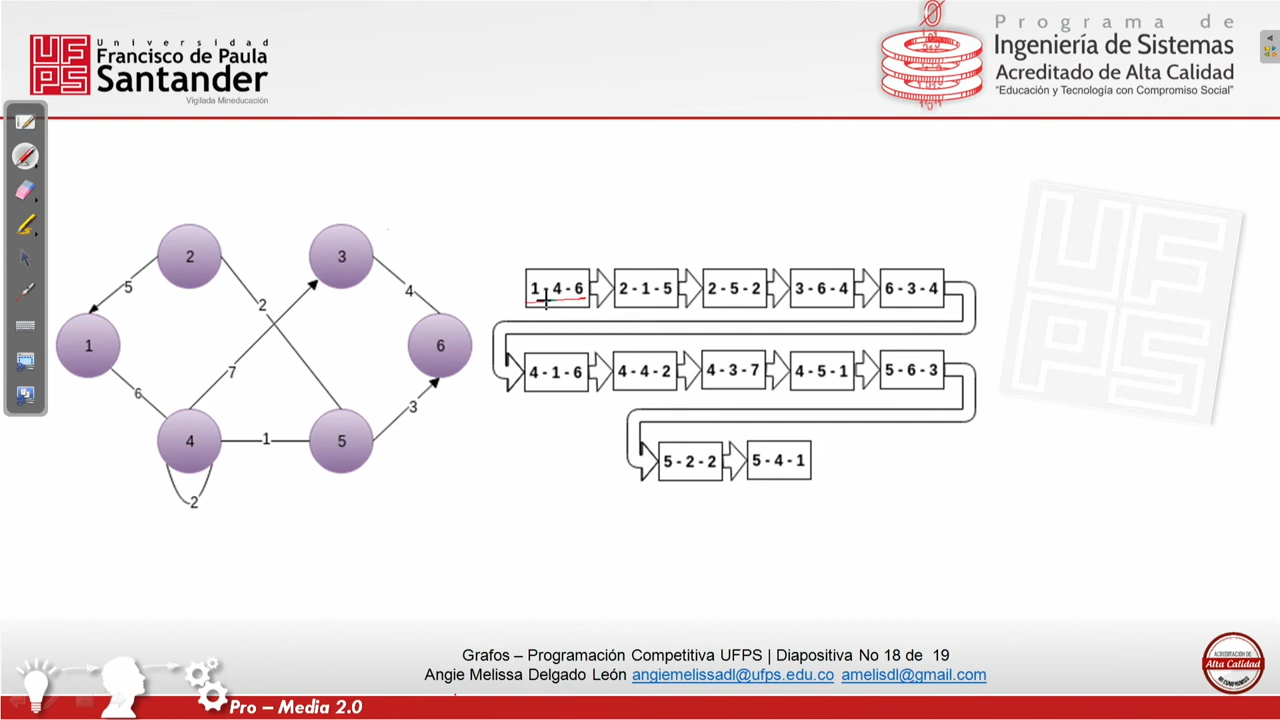 Universidad
Francisco de Paula
Santander
Vigilada Mineducación
UFPS
Programa de
Ingeniería de Sistemas
Acreditado de Alta Calidad
“Educación y Tecnología con Compromiso Social”
2
3
5
4
2
1
6
7
6
3
4
1
5
2
1 - 4 - 6
2 - 1 - 5
2 - 5 - 2
3 - 6 - 4
6 - 3 - 4
4 - 1 - 6
4 - 4 - 2
4 - 3 - 7
4 - 5 - 1
5 - 6 - 3
5 - 2 - 2
5 - 4 - 1
UFPS
Grafos – Programación Competitiva UFPS | Diapositiva No 18 de 19
Angie Melissa Delgado León angiemelissadl@ufps.edu.co amelisdl@gmail.com
ACREDITACIÓN DE
Alta Calidad
Pro – Media 2.0